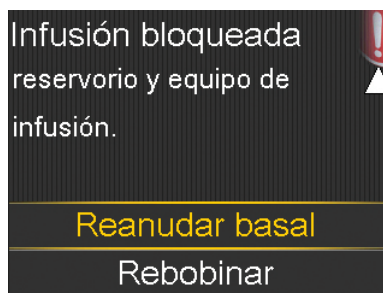 Infusión bloqueada
reservorio y equipo de
infusión.
Reanudar basal
Rebobinar